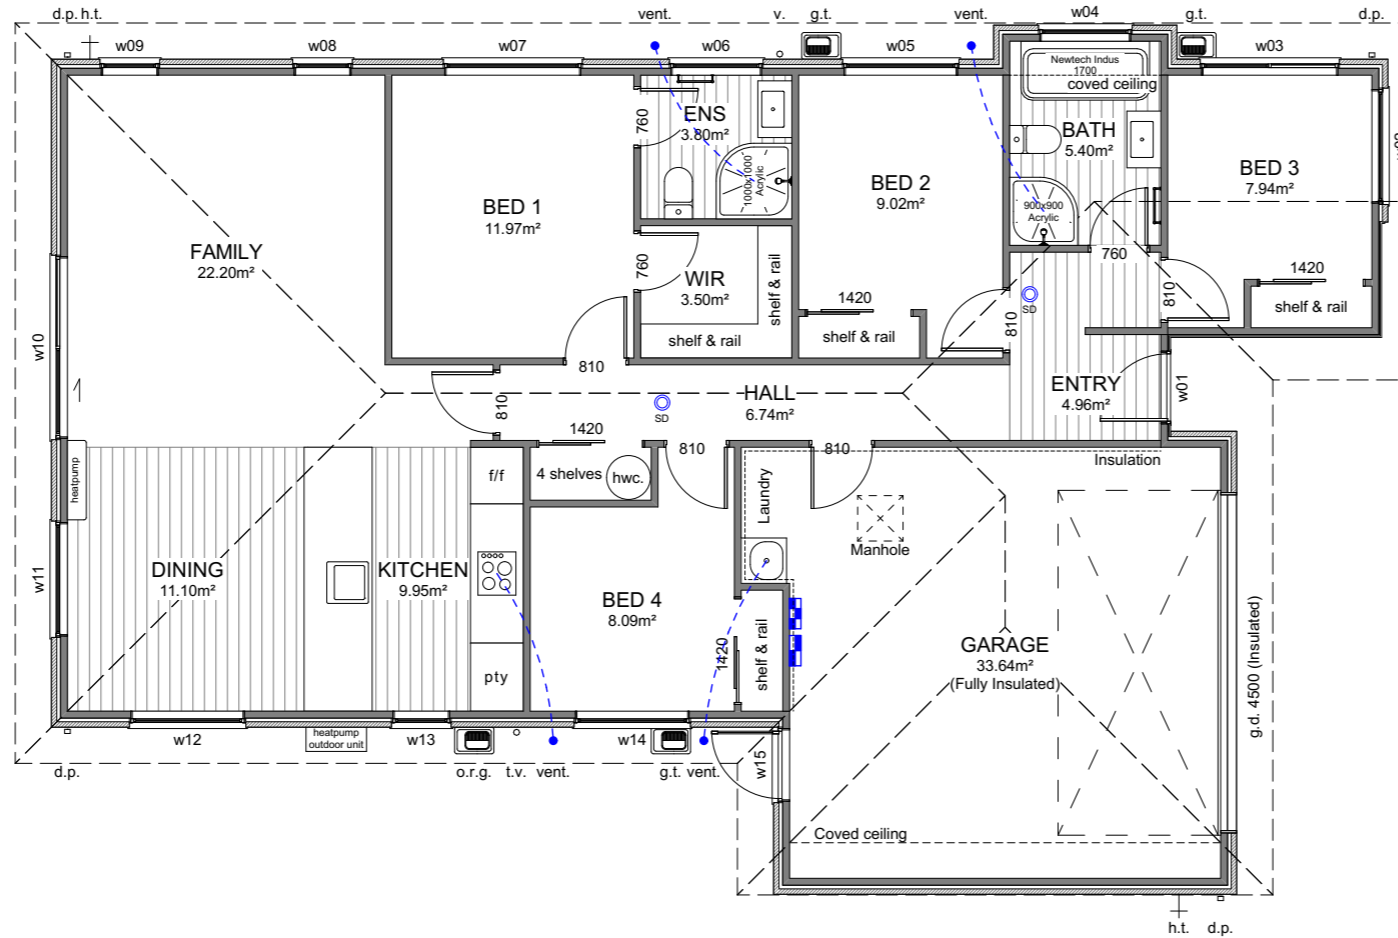 d.p. h.t.
vent.
v.
g.t.
vent.
w04
g.t.
d.p.
w09
w08
w07
w06
w05
w03
Newtech Indus
1700
coved ceiling
760
ENS
3.80m²
BATH
5.40m²
BED 3
7.94m²
BED 2
9.02m²
1000x1000
Acrylic
900x900
Acrylic
BED 1
11.97m²
FAMILY
22.20m²
760
WIR
3.50m²
shelf & rail
shelf & rail
1420
shelf & rail
810
SD
760
810
1420
shelf & rail
w10
810
810
SD
HALL
6.74m²
ENTRY
4.96m²
w01
1420
810
810
Insulation
heatpump
f/f
4 shelves
hwc.
Laundry
Manhole
w11
DINING
11.10m²
KITCHEN
9.95m²
BED 4
8.09m²
1420
shelf & rail
GARAGE
33.64m²
(Fully Insulated)
g.d. 4500 (Insulated)
pty
w12
heatpump
outdoor unit
w13
w14
w15
d.p.
o.r.g.
t.v.
vent.
g.t.
vent.
Coved ceiling
h.t.
d.p.